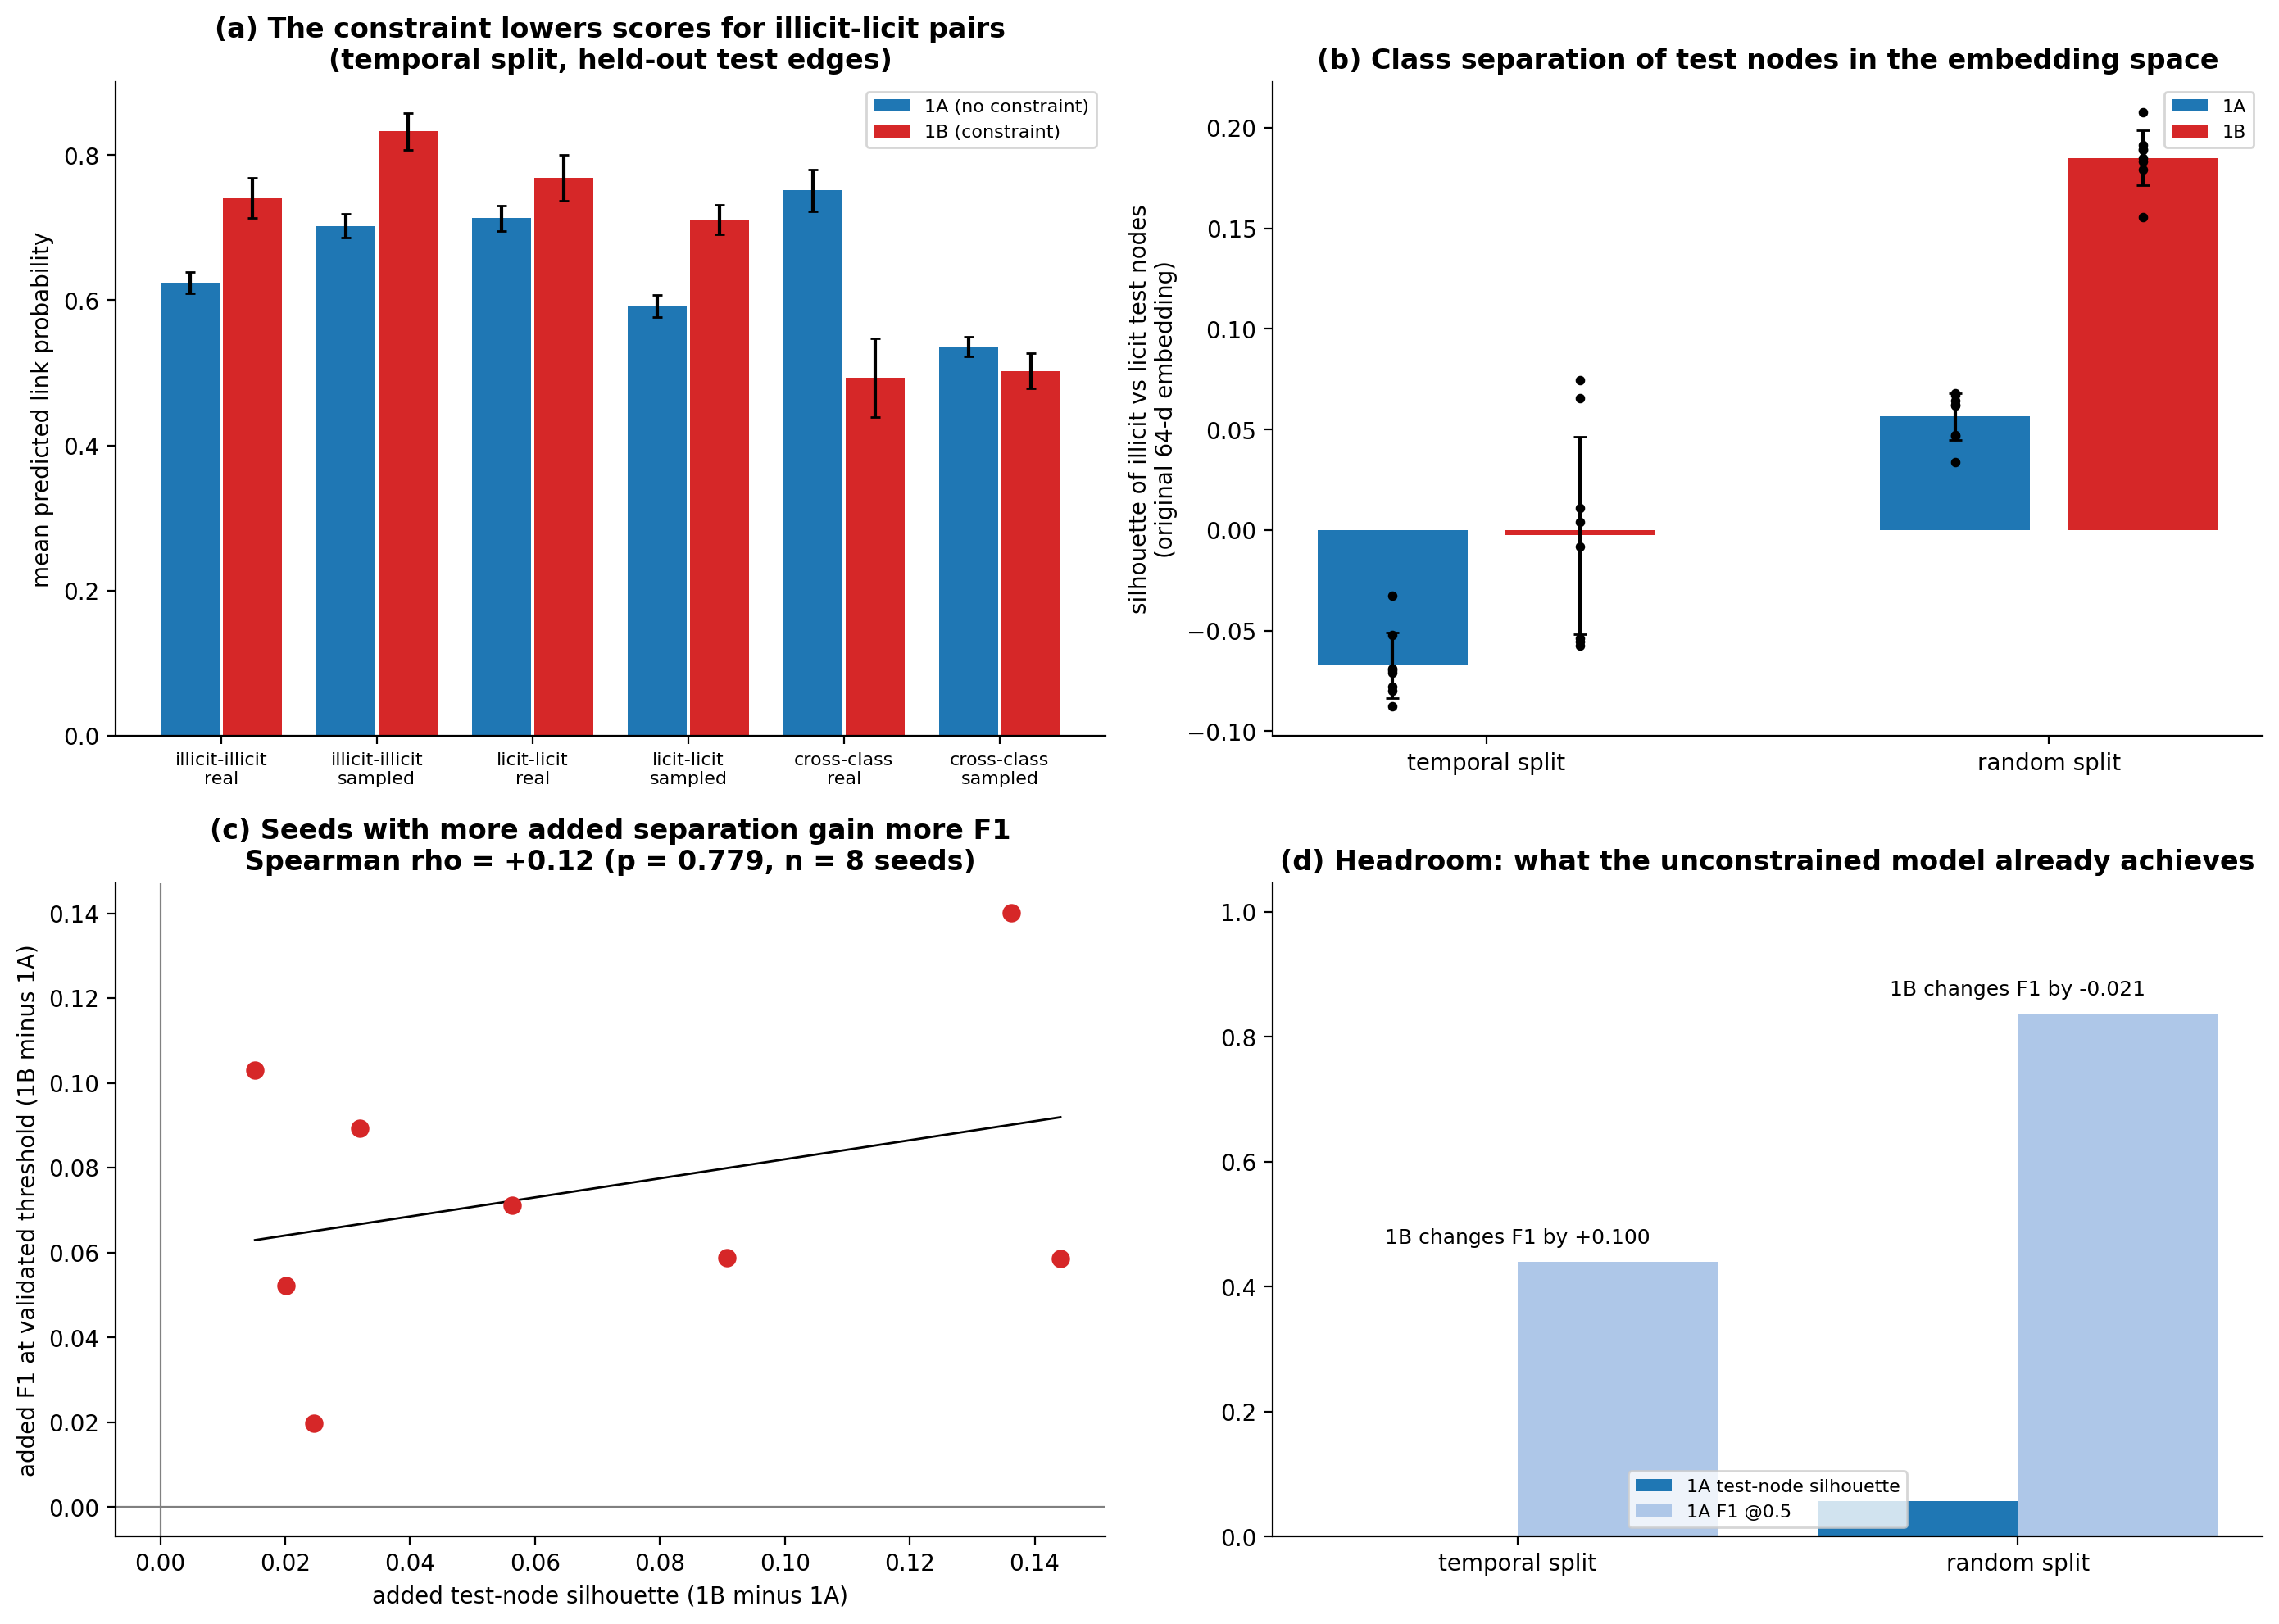 (a) The constraint lowers scores for illicit-licit pairs
(temporal split, held-out test edges)
mean predicted link probability
0.8
0.6
0.4
0.2
0.0
1A (no constraint)
1B (constraint)
illicit-illicit
real
illicit-illicit
sampled
licit-licit
real
licit-licit
sampled
cross-class
real
cross-class
sampled
(b) Class separation of test nodes in the embedding space
silhouette of illicit vs licit test nodes
(original 64-d embedding)
0.20
0.15
0.10
0.05
0.00
−0.05
−0.10
1A
1B
temporal split
random split
(c) Seeds with more added separation gain more F1
Spearman rho = +0.12 (p = 0.779, n = 8 seeds)
added F1 at validated threshold (1B minus 1A)
0.14
0.12
0.10
0.08
0.06
0.04
0.02
0.00
0.00
0.02
0.04
0.06
0.08
0.10
0.12
0.14
added test-node silhouette (1B minus 1A)
(d) Headroom: what the unconstrained model already achieves
1.0
0.8
0.6
0.4
0.2
0.0
1B changes F1 by -0.021
1B changes F1 by +0.100
1A test-node silhouette
1A F1 @0.5
temporal split
random split